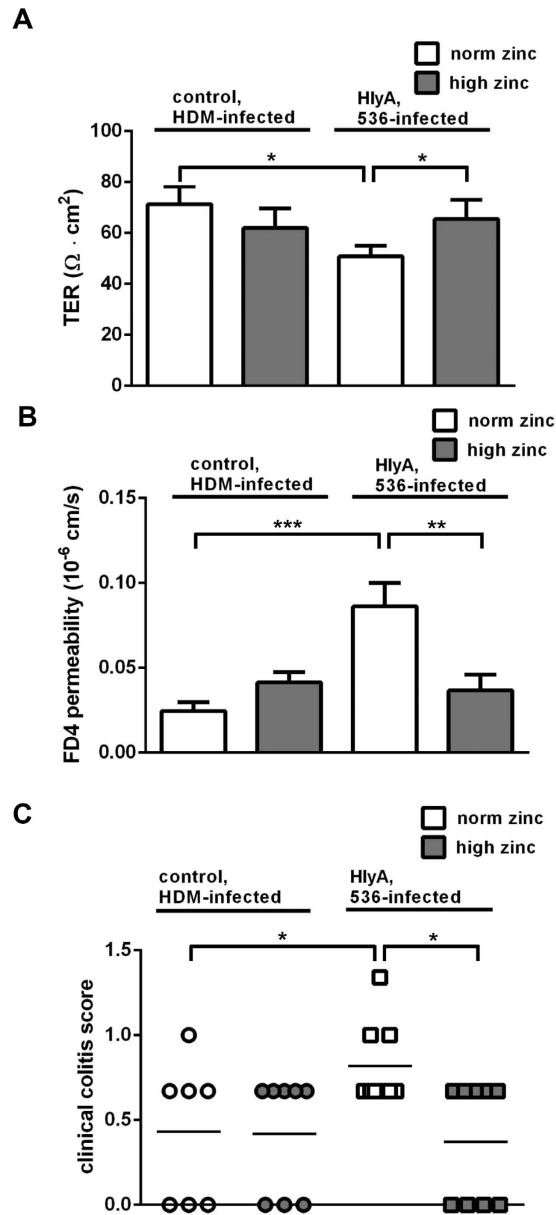 A
norm zinc
high zinc
control,
HDM-infected
HlyA,
536-infected
*
*
100
80
60
40
20
0
TER (Ω · cm²)
B
norm zinc
high zinc
control,
HDM-infected
HlyA,
536-infected
***
**
0.15
0.10
0.05
0.00
FD4 permeability (10⁻⁶ cm/s)
C
norm zinc
high zinc
control,
HDM-infected
HlyA,
536-infected
*
*
1.5
1.0
0.5
0.0
clinical colitis score